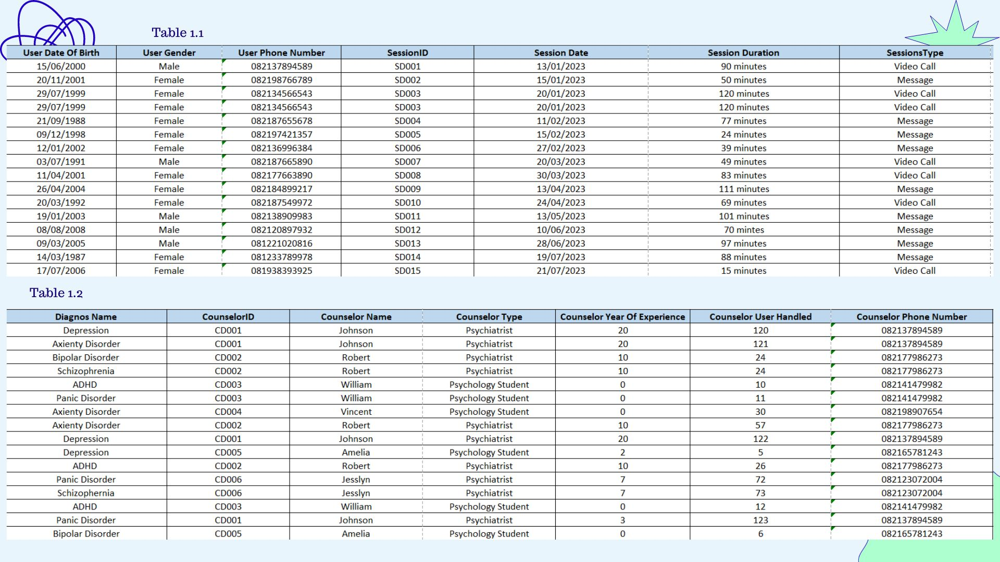 Table 1.1
User Date Of Birth User Gender User Phone Number SessionID Session Date Session Duration SessionsType
15/06/2000 Male 082137894589 SD001 13/01/2023 90 minutes Video Call
20/11/2001 Female 082198766789 SD002 15/01/2023 50 minutes Message
29/07/1999 Female 082134566543 SD003 20/01/2023 120 minutes Video Call
29/07/1999 Female 082134566543 SD003 20/01/2023 120 minutes Video Call
21/09/1988 Female 082187655678 SD004 11/02/2023 77 minutes Message
09/12/1998 Female 082197421357 SD005 15/02/2023 24 minutes Message
12/01/2002 Female 082136996384 SD006 27/02/2023 39 minutes Message
03/07/1991 Male 082187665890 SD007 20/03/2023 49 minutes Video Call
11/04/2001 Female 082177663890 SD008 30/03/2023 83 minutes Video Call
26/04/2004 Female 082184899217 SD009 13/04/2023 111 minutes Message
20/03/1992 Female 082187549972 SD010 24/04/2023 69 minutes Video Call
19/01/2003 Male 082138909983 SD011 13/05/2023 101 minutes Message
08/08/2008 Male 082120897932 SD012 10/06/2023 70 mintes Message
09/03/2005 Male 081221020816 SD013 28/06/2023 97 minutes Message
14/03/1987 Female 081233789978 SD014 19/07/2023 88 minutes Message
17/07/2006 Female 081938393925 SD015 21/07/2023 15 minutes Video Call
Table 1.2
Diagnos Name CounselorID Counselor Name Counselor Type Counselor Year Of Experience Counselor User Handled Counselor Phone Number
Depression CD001 Johnson Psychiatrist 20 120 082137894589
Axienty Disorder CD001 Johnson Psychiatrist 20 121 082137894589
Bipolar Disorder CD002 Robert Psychiatrist 10 24 082177986273
Schizophrenia CD002 Robert Psychiatrist 10 24 082177986273
ADHD CD003 William Psychology Student 0 10 082141479982
Panic Disorder CD003 William Psychology Student 0 11 082141479982
Axienty Disorder CD004 Vincent Psychology Student 0 30 082198907654
Axienty Disorder CD002 Robert Psychiatrist 10 57 082177986273
Depression CD001 Johnson Psychiatrist 20 122 082137894589
Depression CD005 Amelia Psychology Student 2 5 082165781243
ADHD CD002 Robert Psychiatrist 10 26 082177986273
Panic Disorder CD006 Jesslyn Psychiatrist 7 72 082123072004
Schizophernia CD006 Jesslyn Psychiatrist 7 73 082123072004
ADHD CD003 William Psychology Student 0 12 082141479982
Panic Disorder CD001 Johnson Psychiatrist 3 123 082137894589
Bipolar Disorder CD005 Amelia Psychology Student 0 6 082165781243